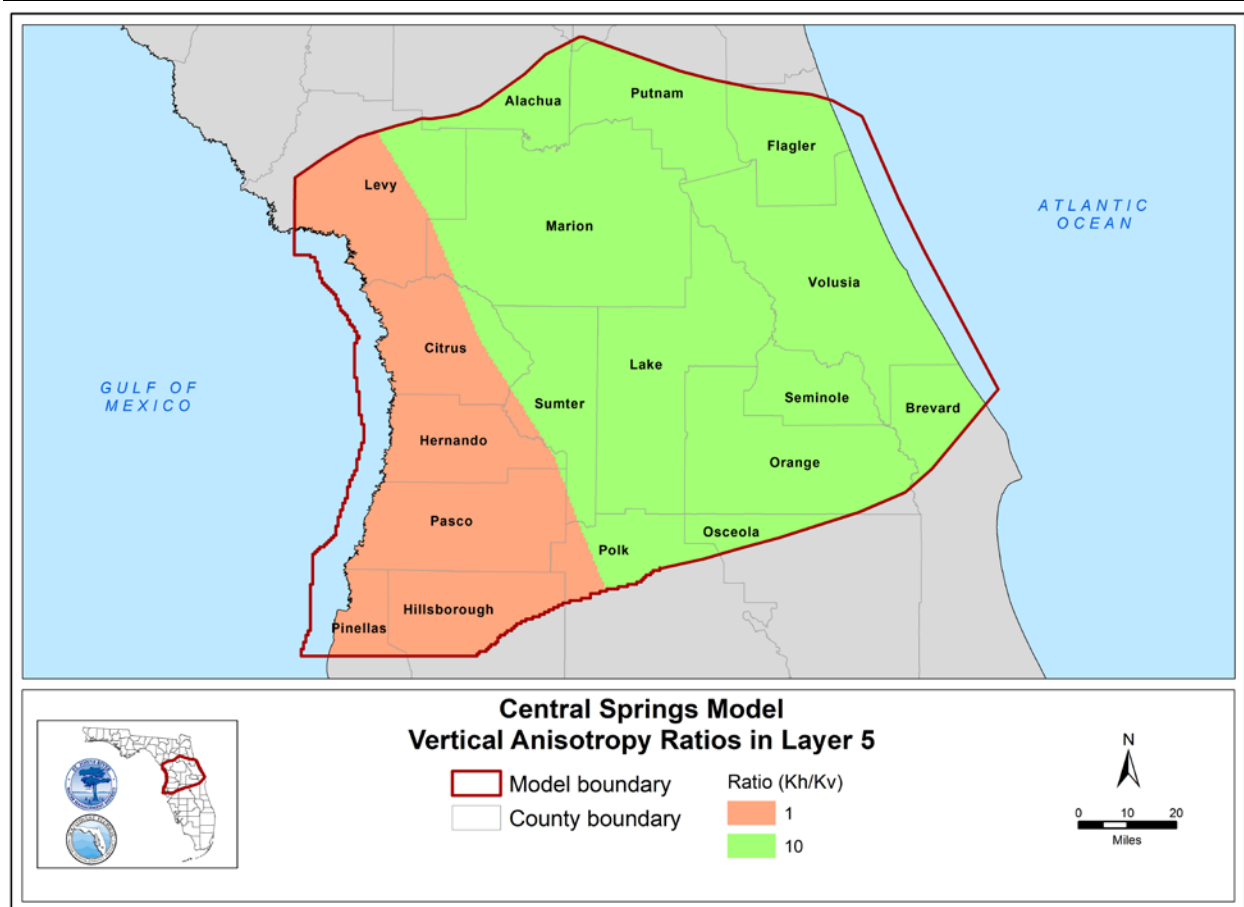 Alachua
Putnam
Flagler
Levy
Marion
ATLANTIC
OCEAN
Volusia
Citrus
Lake
GULF OF
MEXICO
Sumter
Seminole
Brevard
Hernando
Orange
Pasco
Osceola
Polk
Hillsborough
Pinellas
Central Springs Model
Vertical Anisotropy Ratios in Layer 5
Model boundary
County boundary
Ratio (Kh/Kv)
1
10
N
0 10 20
Miles